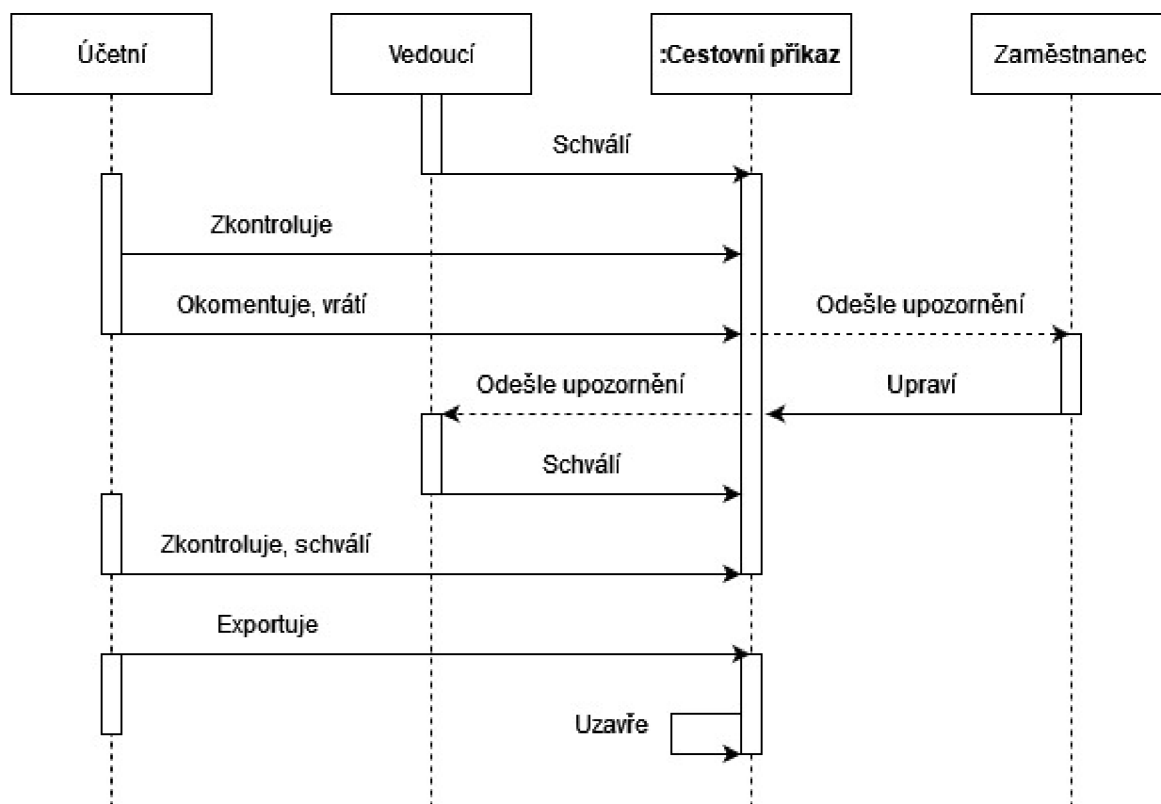 Účetní
Vedoucí
:Cestovní příkaz
Zaměstnanec
Schválí
Zkontroluje
Okomentuje, vrátí
Odešle upozornění
Odešle upozornění
Upraví
Schválí
Zkontroluje, schválí
Exportuje
Uzavře